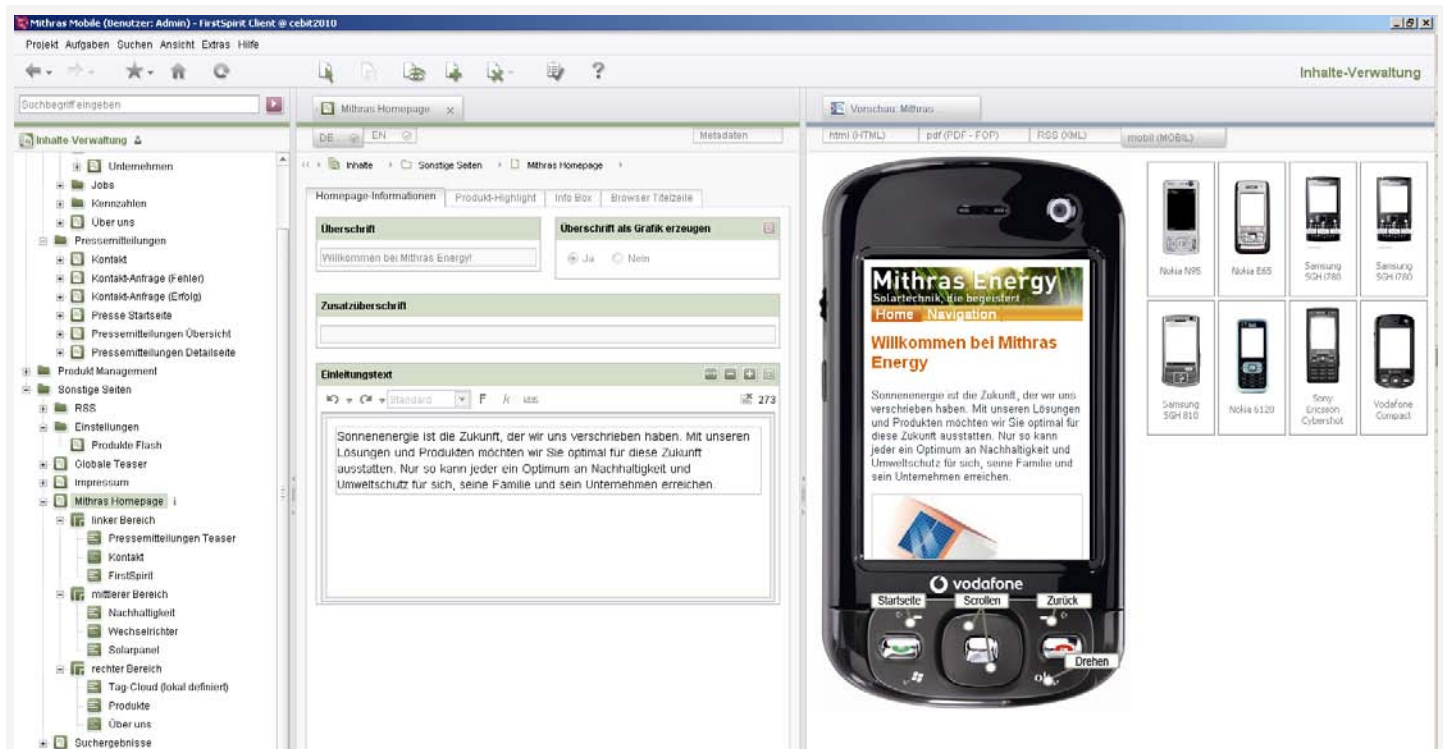 Mithras Mobile (Benutzer: Admin) - FirstSpirit Client @ cebit2010
Projekt Aufgaben Suchen Ansicht Extras Hilfe
Inhalte-Verwaltung
Suchbegriff eingeben
Inhalte-Verwaltung
Unternehmen
Jobs
Kennzahlen
Über uns
Pressemitteilungen
Kontakt
Kontakt-Anfrage (Fehler)
Kontakt-Anfrage (Erfolg)
Presse Startseite
Pressemitteilungen Übersicht
Pressemitteilungen Detailseite
Produkt Management
Sonstige Seiten
RSS
Einstellungen
Produkte Flash
Globale Teaser
Impressum
Mithras Homepage
linker Bereich
Pressemitteilungen Teaser
Kontakt
FirstSpirit
mittlerer Bereich
Nachhaltigkeit
Wechselrichter
Solarpanel
rechter Bereich
Tag-Cloud (lokal definiert)
Produkte
Über uns
Suchergebnisse
Mithras Homepage x
DE EN Metadaten
Inhalte Sonstige Seiten Mithras Homepage
Homepage-Informationen Produkt-Highlight Info Box Browser Titelzeile
Überschrift
Willkommen bei Mithras Energy!
Überschrift als Grafik erzeugen
Ja Nein
Zusatzüberschrift
Einleitungstext
Standard F k 273
Sonnenenergie ist die Zukunft, der wir uns verschrieben haben. Mit unseren
Lösungen und Produkten möchten wir Sie optimal für diese Zukunft
ausstatten. Nur so kann jeder ein Optimum an Nachhaltigkeit und
Umweltschutz für sich, seine Familie und sein Unternehmen erreichen.
Vorschau: Mithras
html (HTML) pdf (PDF - FOP) RSS (XML) mobil (MOBIL)
Mithras Energy
Solartechnik, die begeistert
Home Navigation
Willkommen bei Mithras
Energy
Sonnenenergie ist die Zukunft, der wir uns
verschrieben haben. Mit unseren Lösungen
und Produkten möchten wir Sie optimal für
diese Zukunft ausstatten. Nur so kann
jeder ein Optimum an Nachhaltigkeit und
Umweltschutz für sich, seine Familie und
sein Unternehmen erreichen.
vodafone
Startseite Scrollen Zurück
Drehen
ok
Nokia N95
Nokia E65
Samsung
SGH i780
Samsung
SGH i780
Samsung
SGH 810
Nokia 6120
Sony
Ericsson
Cybershot
Vodafone
Compact